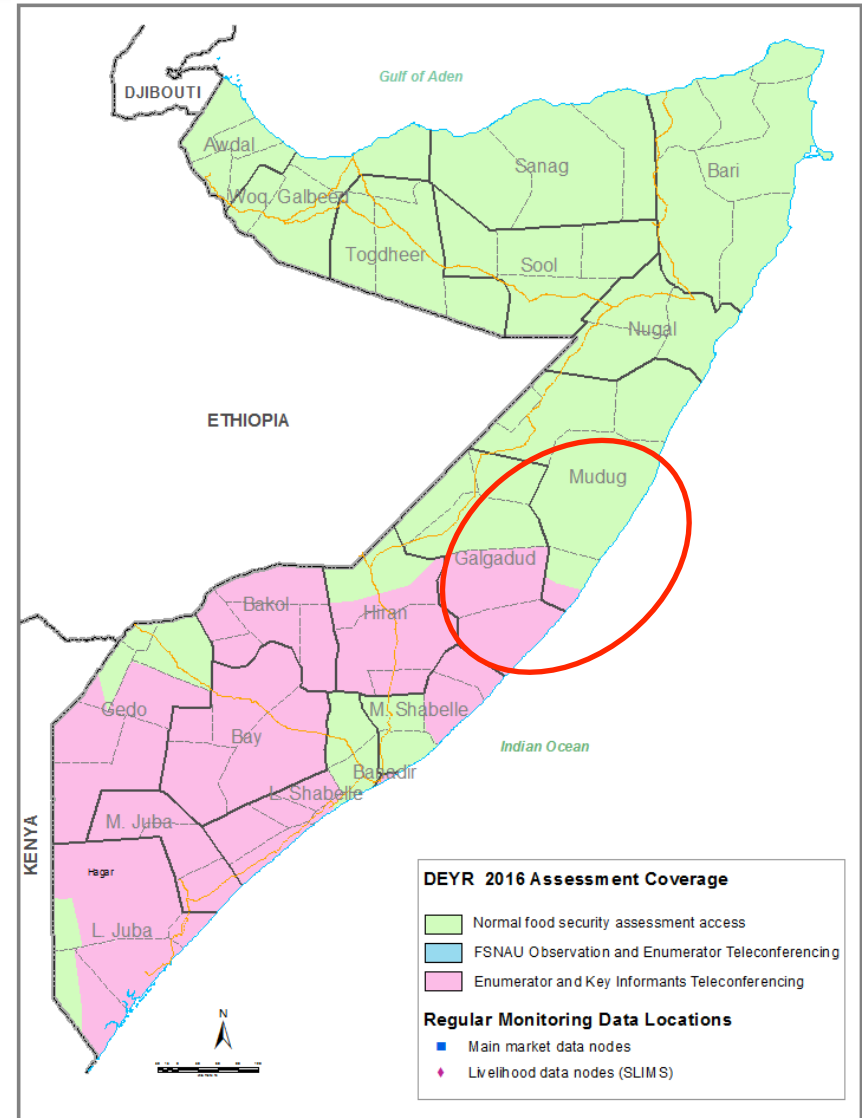 Gulf of Aden
DJIBOUTI
Awdal
Sanag
Bari
Woq. Galbeed
Togdheer
Sool
Nugal
ETHIOPIA
Mudug
Galgadud
Bakol
Hiran
Gedo
M. Shabelle
Bay
Indian Ocean
Banadir
L. Shabelle
M. Juba
KENYA
Hagar
L. Juba
DEYR 2016 Assessment Coverage
Normal food security assessment access
FSNAU Observation and Enumerator Teleconferencing
Enumerator and Key Informants Teleconferencing
Regular Monitoring Data Locations
Main market data nodes
Livelihood data nodes (SLIMS)
N